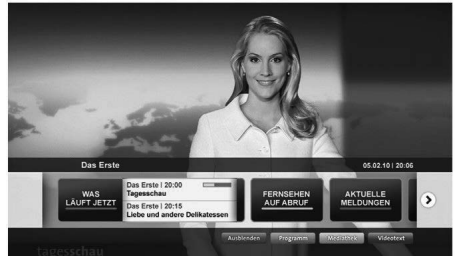 Das Erste
05.02.10 | 20:06
WAS
LÄUFT JETZT
Das Erste | 20:00
Tagesschau
Das Erste | 20:15
Liebe und andere Delikatessen
FERNSEHEN
AUF ABRUF
AKTUELLE
MELDUNGEN
Ausblenden Programm Mediathek Videotext
tagesschau